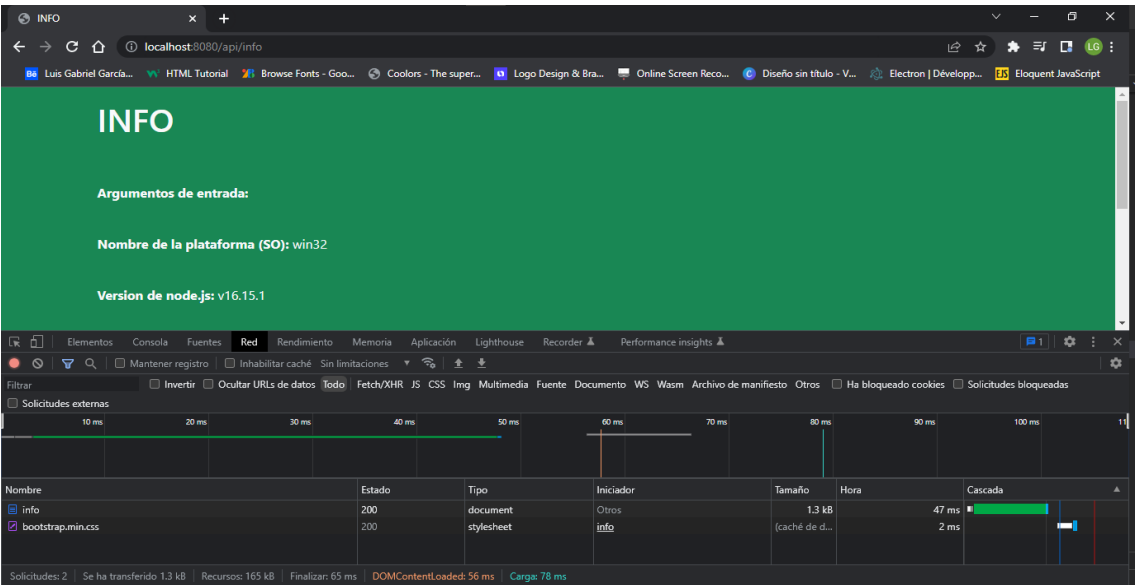 INFO
localhost:8080/api/info
LG
Bē Luis Gabriel García... HTML Tutorial Browse Fonts - Goo... Coolors - The super... Logo Design & Bra... Online Screen Reco... C Diseño sin título - V... Electron | Développ... EJS Eloquent JavaScript
INFO
Argumentos de entrada:
Nombre de la plataforma (SO): win32
Version de node.js: v16.15.1
Elementos Consola Fuentes Red Rendimiento Memoria Aplicación Lighthouse Recorder Performance insights 1
Mantener registro Inhabilitar caché Sin limitaciones
Filtrar Invertir Ocultar URLs de datos Todo Fetch/XHR JS CSS Img Multimedia Fuente Documento WS Wasm Archivo de manifiesto Otros Ha bloqueado cookies Solicitudes bloqueadas
Solicitudes externas
10 ms 20 ms 30 ms 40 ms 50 ms 60 ms 70 ms 80 ms 90 ms 100 ms 11
Nombre Estado Tipo Iniciador Tamaño Hora Cascada
info 200 document Otros 1.3 kB 47 ms
bootstrap.min.css 200 stylesheet info (caché de d... 2 ms
Solicitudes: 2 Se ha transferido 1.3 kB Recursos: 165 kB Finalizar: 65 ms DOMContentLoaded: 56 ms Carga: 78 ms